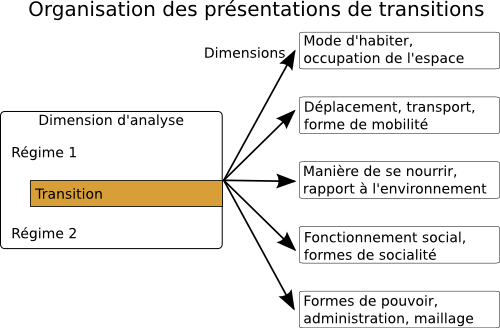 Organisation des présentations de transitions
Dimensions
Mode d'habiter,
occupation de l'espace
Déplacement, transport,
forme de mobilité
Dimension d'analyse
Régime 1
Transition
Régime 2
Manière de se nourrir,
rapport à l'environnement
Fonctionnement social,
formes de socialité
Formes de pouvoir,
administration, maillage